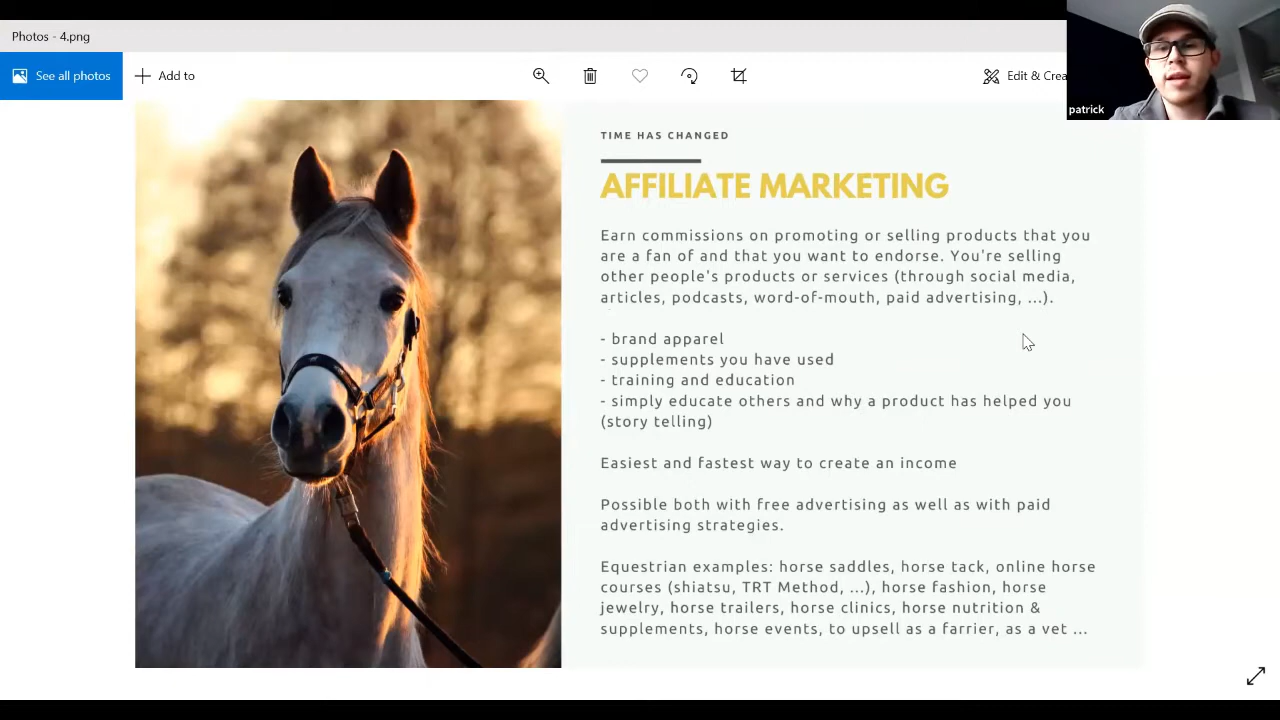 Photos - 4.png
See all photos
Add to
Edit & Crea
patrick
TIME HAS CHANGED
AFFILIATE MARKETING
Earn commissions on promoting or selling products that you
are a fan of and that you want to endorse. You're selling
other people's products or services (through social media,
articles, podcasts, word-of-mouth, paid advertising, ...).
- brand apparel
- supplements you have used
- training and education
- simply educate others and why a product has helped you
(story telling)
Easiest and fastest way to create an income
Possible both with free advertising as well as with paid
advertising strategies.
Equestrian examples: horse saddles, horse tack, online horse
courses (shiatsu, TRT Method, ...), horse fashion, horse
jewelry, horse trailers, horse clinics, horse nutrition &
supplements, horse events, to upsell as a farrier, as a vet ...